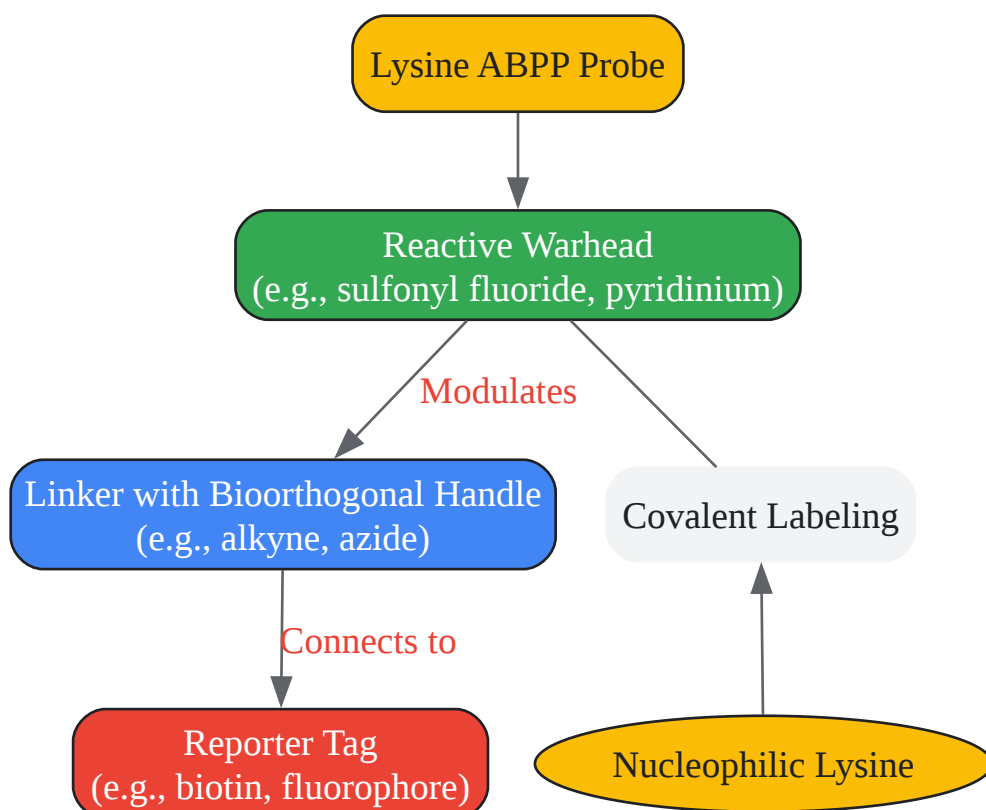 Lysine ABPP Probe
Reactive Warhead
(e.g., sulfonyl fluoride, pyridinium)
Modulates
Linker with Bioorthogonal Handle
(e.g., alkyne, azide)
Covalent Labeling
Connects to
Reporter Tag
(e.g., biotin, fluorophore)
Nucleophilic Lysine